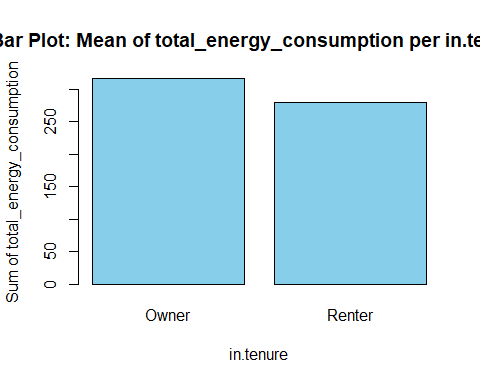 Bar Plot: Mean of total_energy_consumption per in.te
Sum of total_energy_consumption
250
150
50
0
Owner
Renter
in.tenure